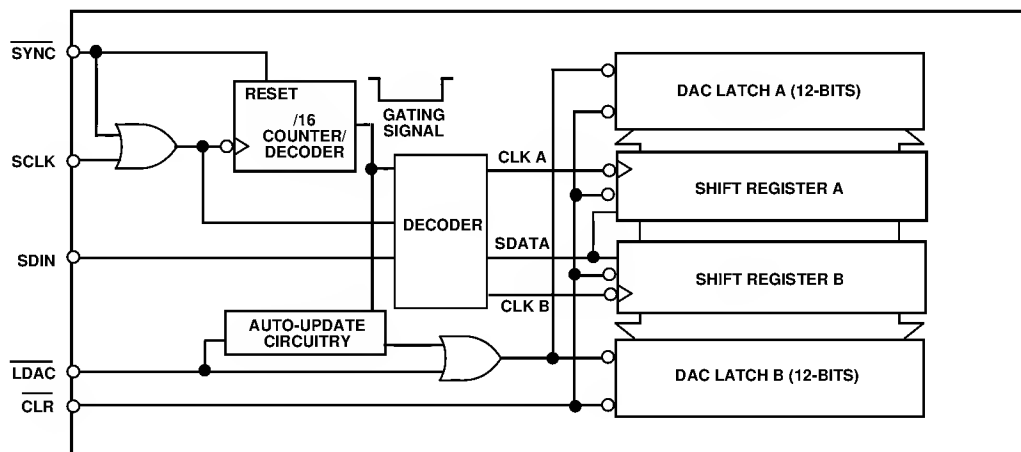 SYNC
SCLK
SDIN
LDAC
CLR
RESET
/16
COUNTER/
DECODER
GATING
SIGNAL
DECODER
AUTO-UPDATE
CIRCUITRY
CLK A
SDATA
CLK B
DAC LATCH A (12-BITS)
SHIFT REGISTER A
SHIFT REGISTER B
DAC LATCH B (12-BITS)